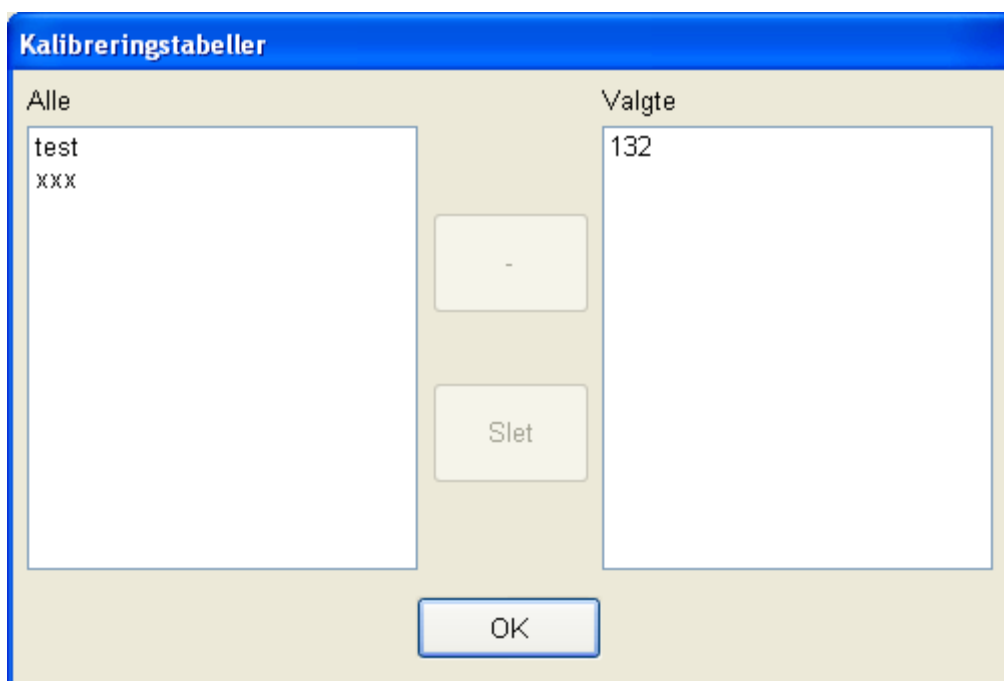 Kalibreringstabeller
Alle
Valgte
test
xxx
132
-
Slet
OK